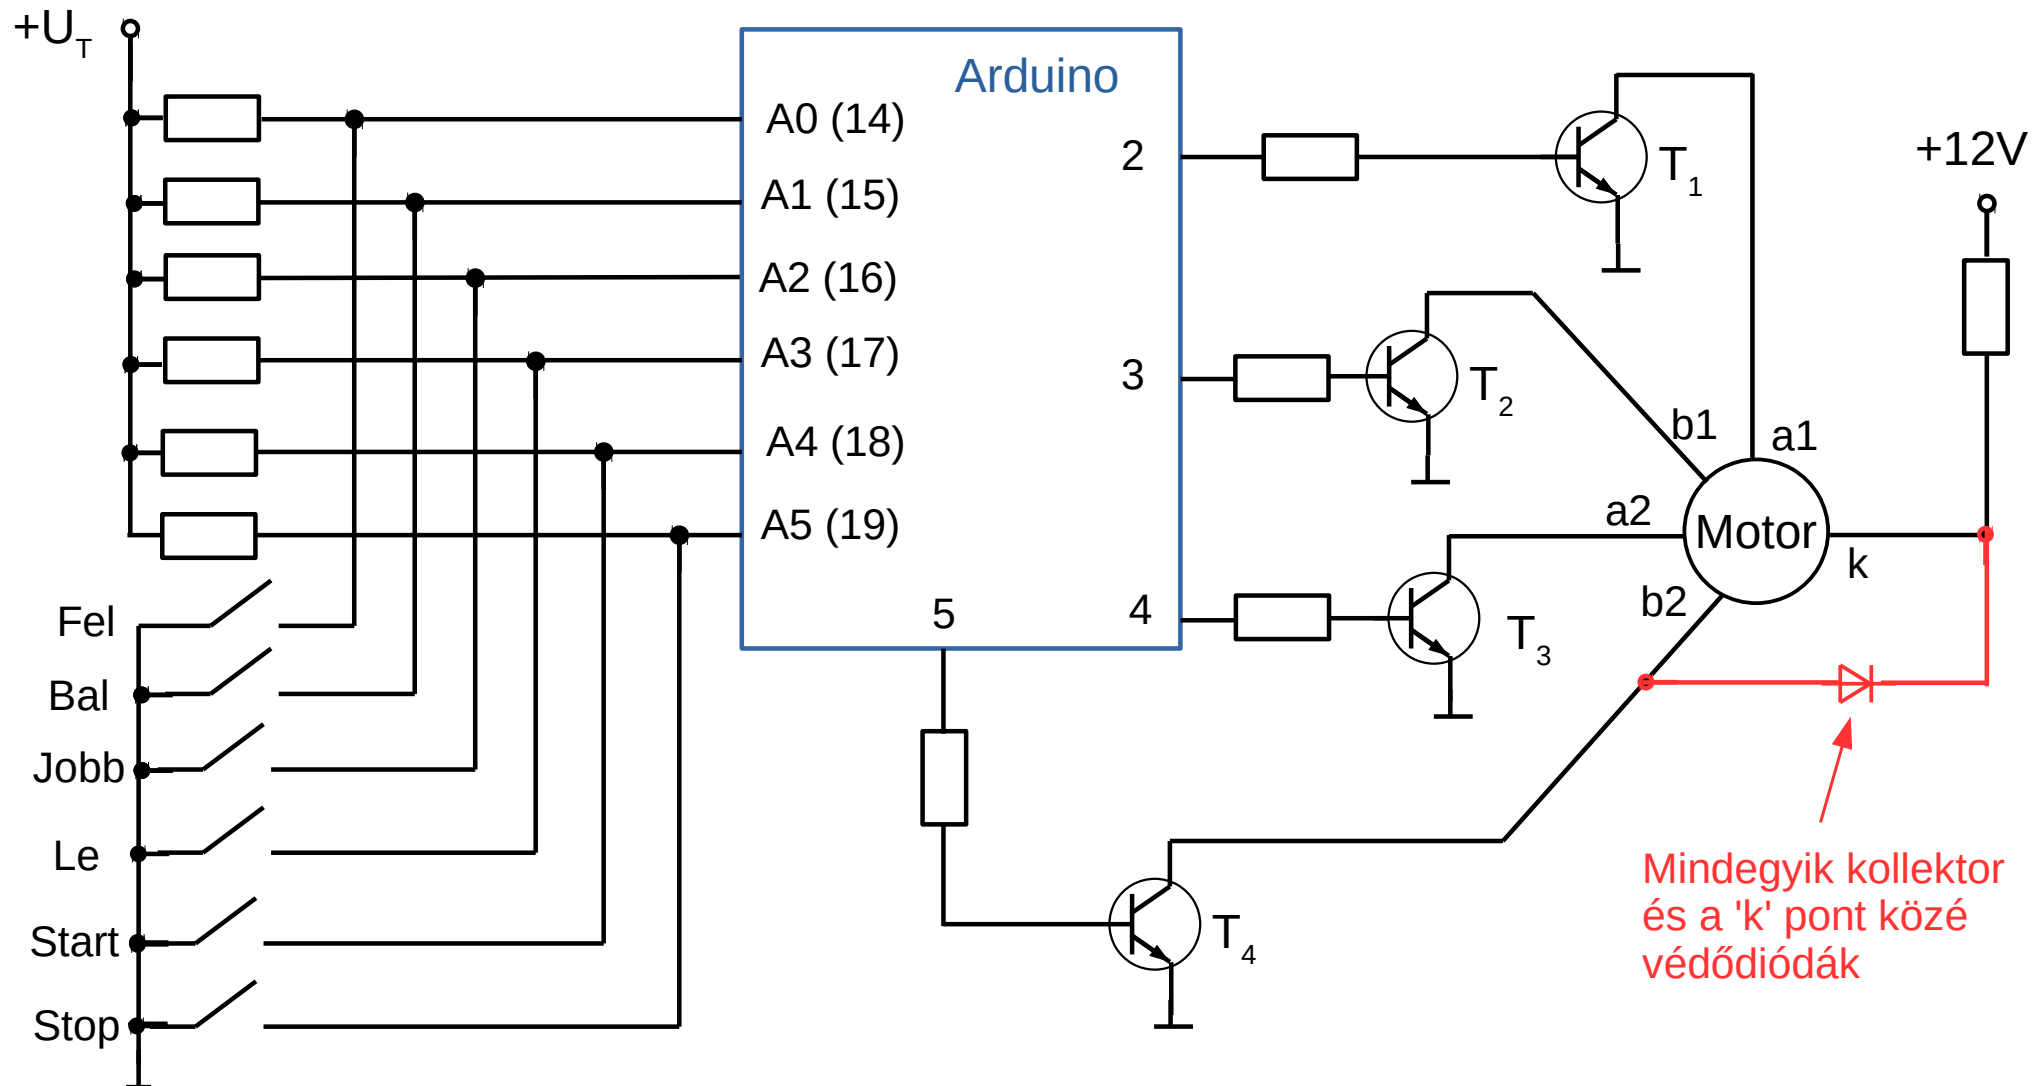 +U_T
Arduino
A0 (14)
A1 (15)
A2 (16)
A3 (17)
A4 (18)
A5 (19)
2
3
4
5
T1
T2
T3
T4
+12V
b1
a1
a2
Motor
k
b2
Fel
Bal
Jobb
Le
Start
Stop
Mindegyik kollektor
és a 'k' pont közé
védődiódák